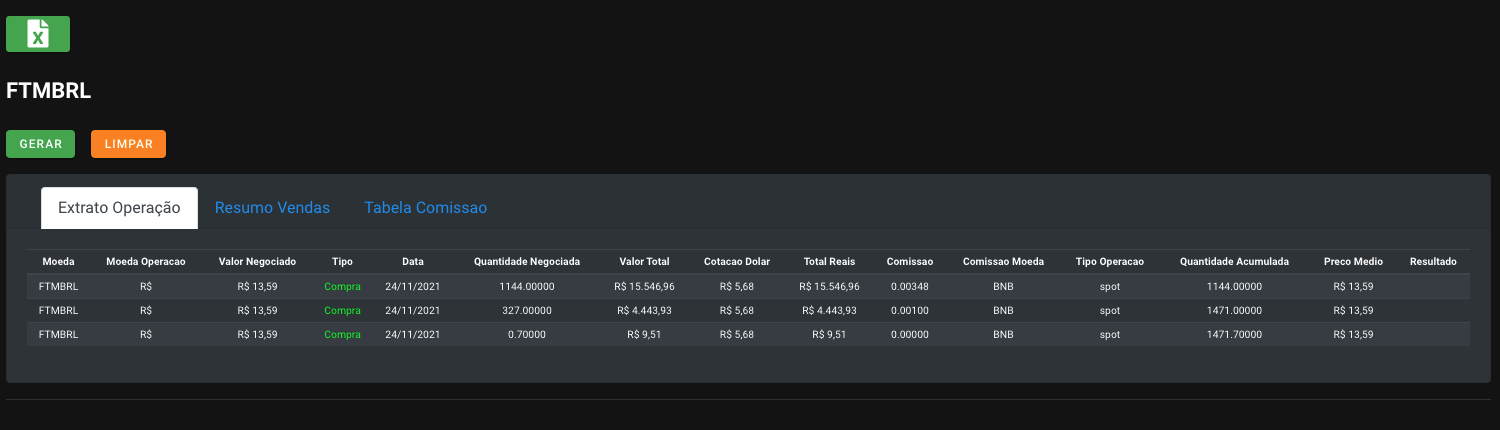 X
FTMBRL
GERAR LIMPAR
Extrato Operação Resumo Vendas Tabela Comissao
Moeda Moeda Operacao Valor Negociado Tipo Data Quantidade Negociada Valor Total Cotacao Dolar Total Reais Comissao Comissao Moeda Tipo Operacao Quantidade Acumulada Preco Medio Resultado
FTMBRL R$ R$ 13,59 Compra 24/11/2021 1144.00000 R$ 15.546,96 R$ 5,68 R$ 15.546,96 0.00348 BNB spot 1144.00000 R$ 13,59
FTMBRL R$ R$ 13,59 Compra 24/11/2021 327.00000 R$ 4.443,93 R$ 5,68 R$ 4.443,93 0.00100 BNB spot 1471.00000 R$ 13,59
FTMBRL R$ R$ 13,59 Compra 24/11/2021 0.70000 R$ 9,51 R$ 5,68 R$ 9,51 0.00000 BNB spot 1471.70000 R$ 13,59